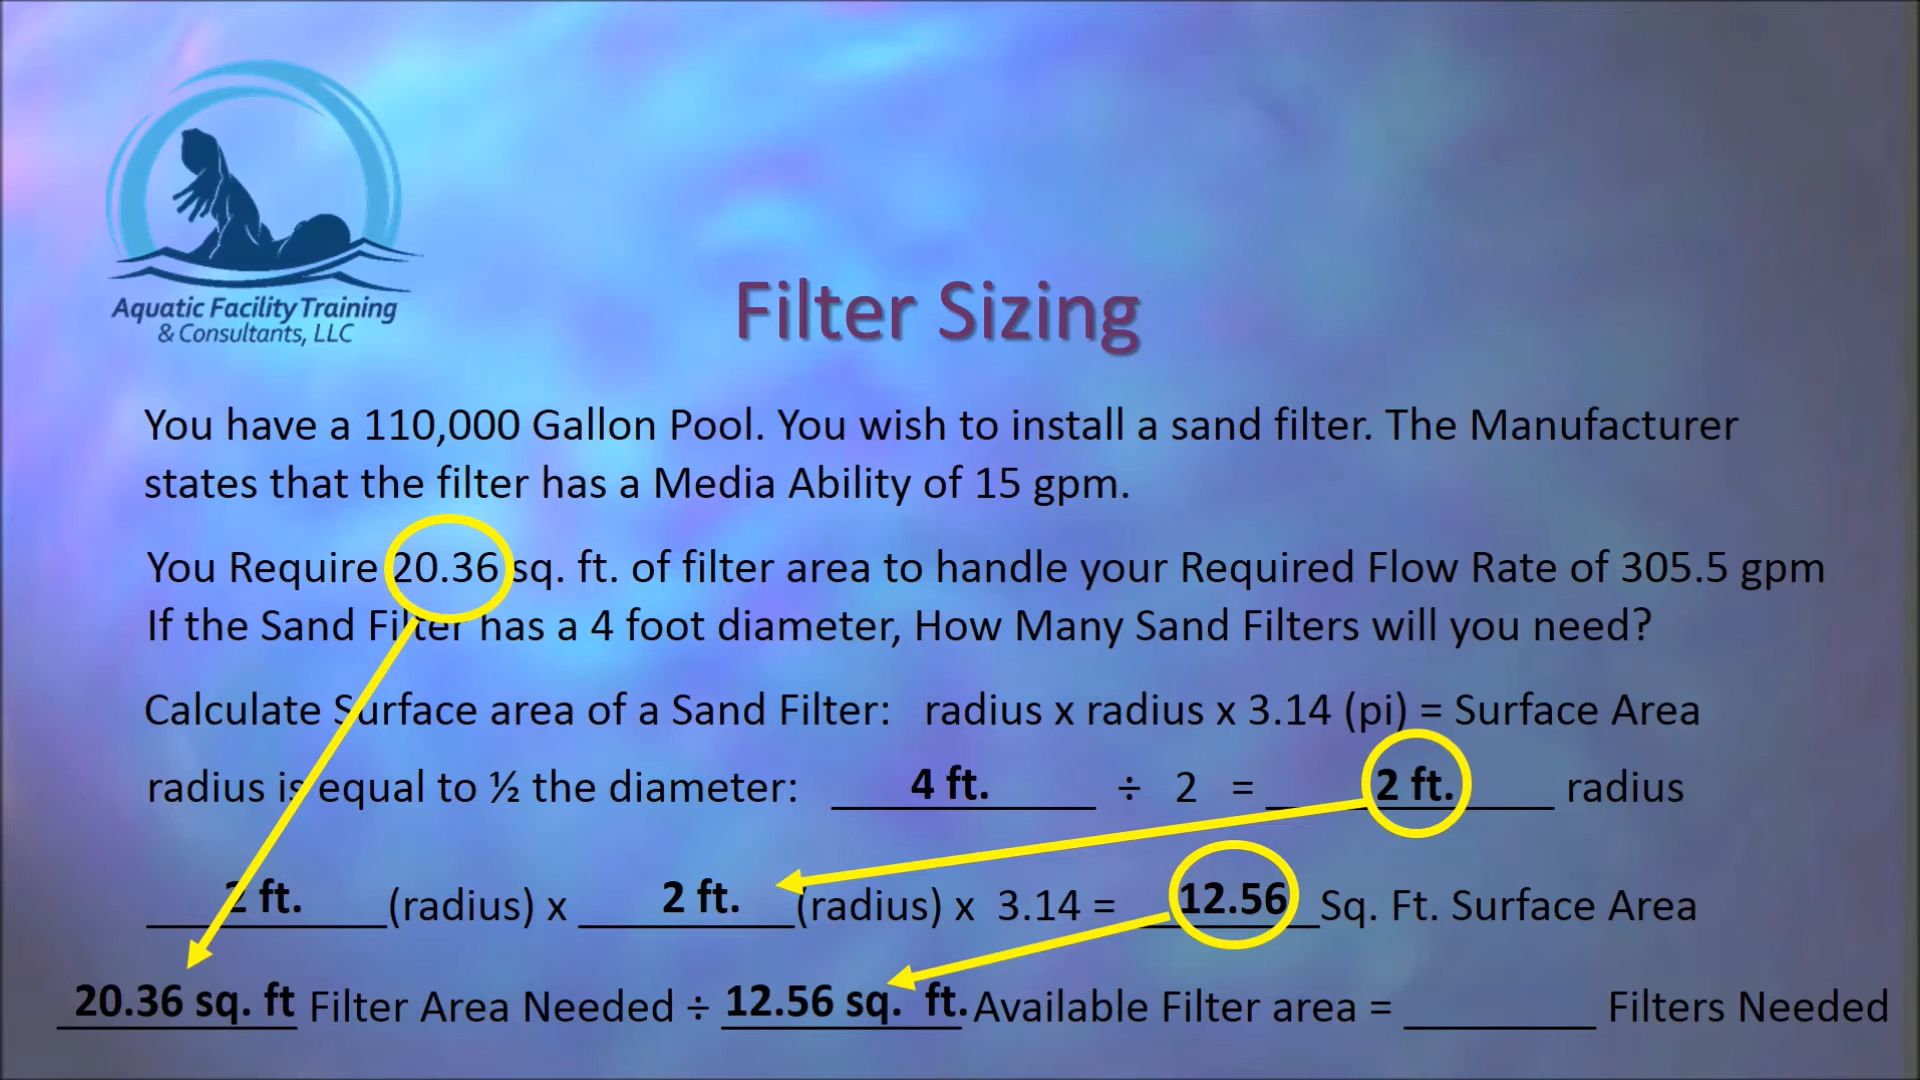 Aquatic Facility Training
& Consultants, LLC
Filter Sizing
You have a 110,000 Gallon Pool. You wish to install a sand filter. The Manufacturer
states that the filter has a Media Ability of 15 gpm.
You Require 20.36 sq. ft. of filter area to handle your Required Flow Rate of 305.5 gpm
If the Sand Filter has a 4 foot diameter, How Many Sand Filters will you need?
Calculate Surface area of a Sand Filter: radius x radius x 3.14 (pi) = Surface Area
radius is equal to ½ the diameter: 4 ft. ÷ 2 = 2 ft. radius
2 ft. (radius) x 2 ft. (radius) x 3.14 = 12.56 Sq. Ft. Surface Area
20.36 sq. ft Filter Area Needed ÷ 12.56 sq. ft. Available Filter area = ________ Filters Needed